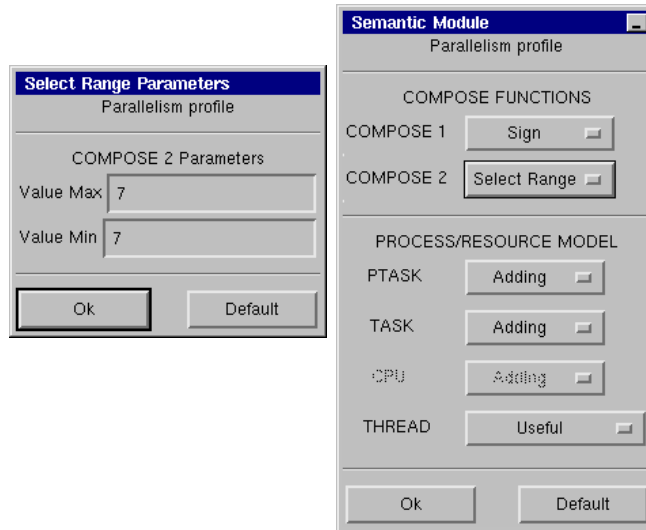 Select Range Parameters
Parallelism profile
COMPOSE 2 Parameters
Value Max 7
Value Min 7
Ok Default
Semantic Module
Parallelism profile
COMPOSE FUNCTIONS
COMPOSE 1 Sign
COMPOSE 2 Select Range
PROCESS/RESOURCE MODEL
PTASK Adding
TASK Adding
CPU Adding
THREAD Useful
Ok Default